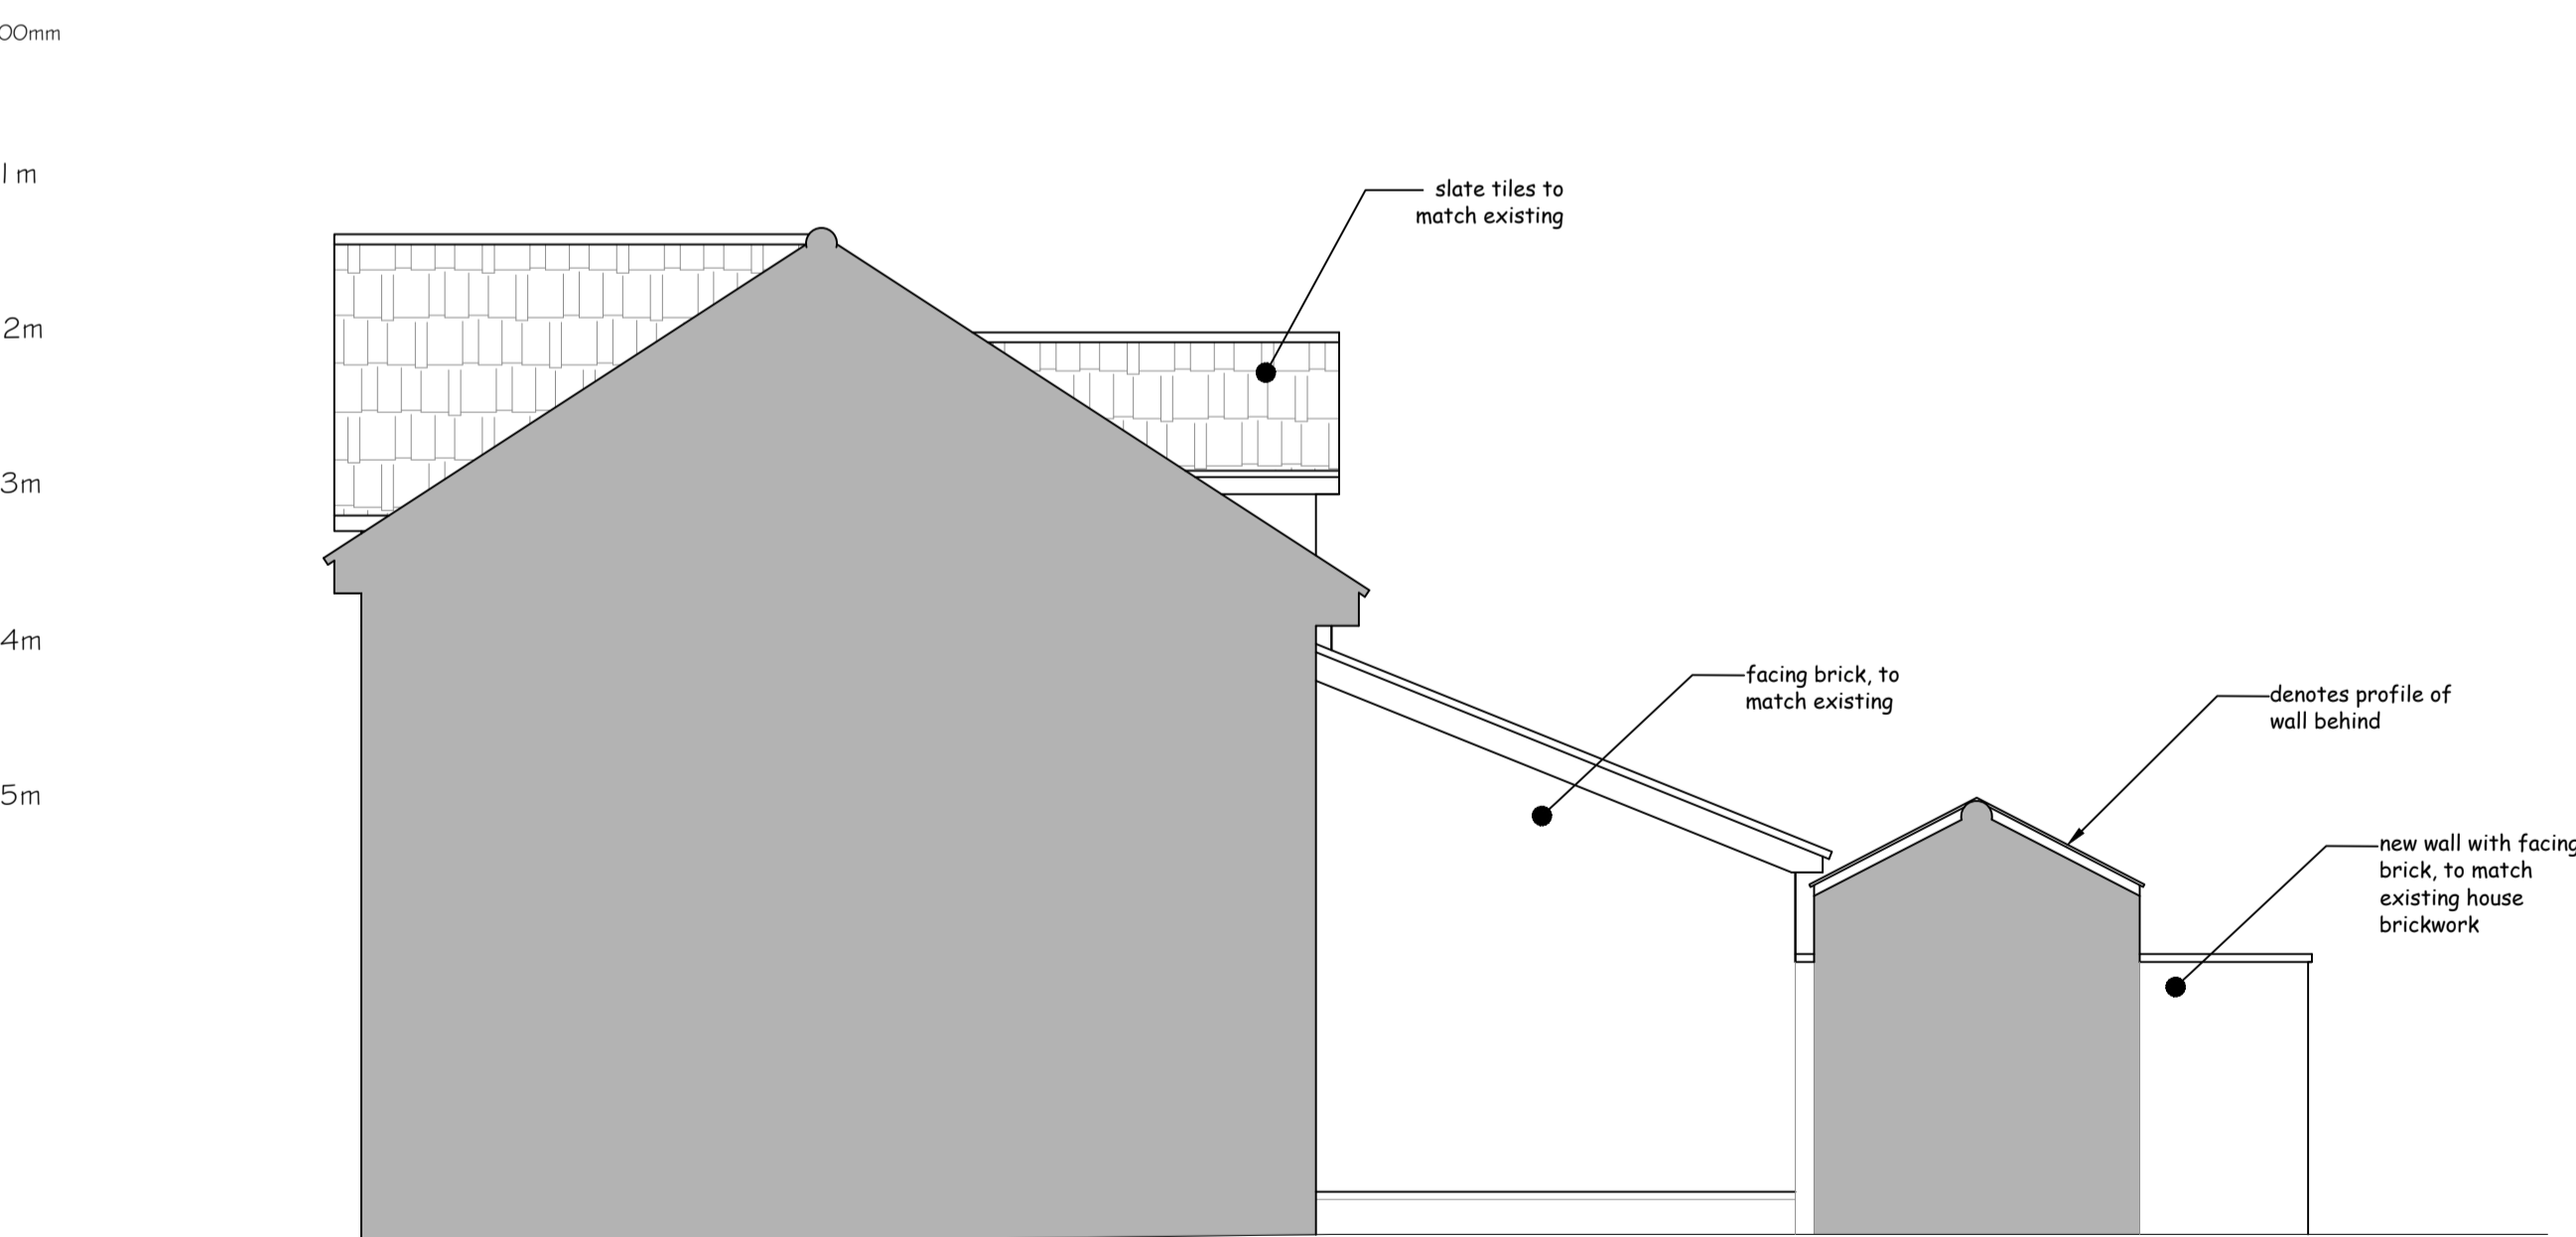 00mm
1m
slate tiles to
match existing
2m
3m
4m
facing brick, to
match existing
denotes profile of
wall behind
5m
new wall with facing
brick, to match
existing house
brickwork